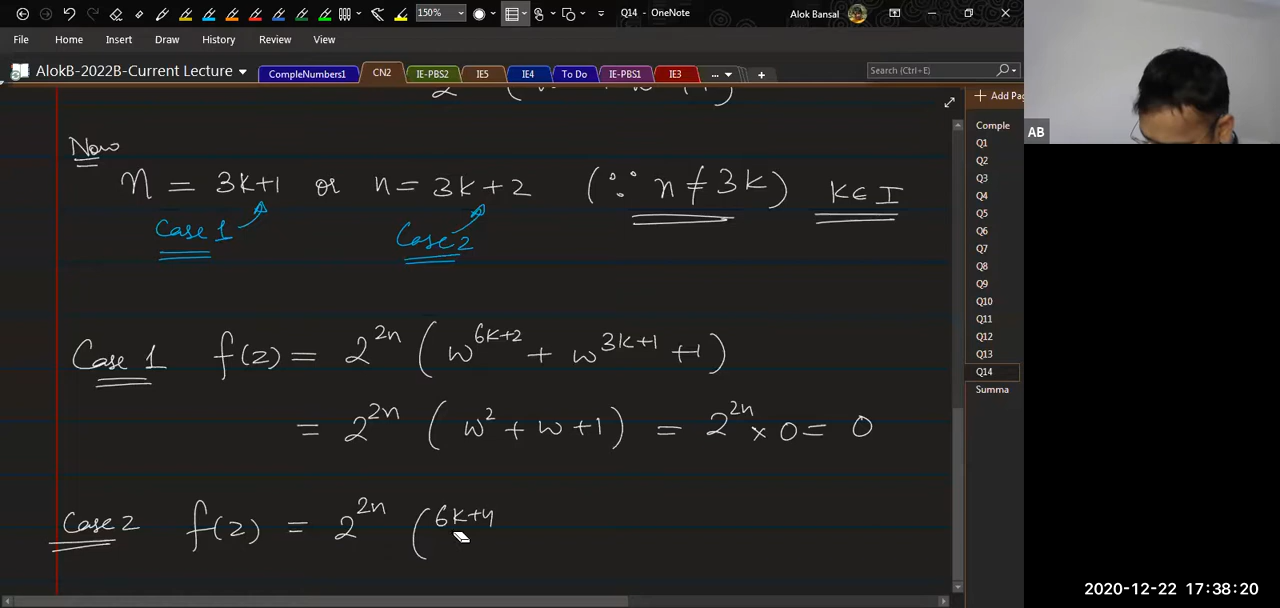 150%
Q14 - OneNote
Alok Bansal
File Home Insert Draw History Review View
AlokB-2022B-Current Lecture
CompleNumbers1 CN2 IE-PBS2 IE5 IE4 To Do IE-PBS1 IE3 ...
Search (Ctrl+E)
Add Pag
Comple
Q1
Q2
Q3
Q4
Q5
Q6
Q7
Q8
Q9
Q10
Q11
Q12
Q13
Q14
Summa
AB
Now
n = 3k+1 or n = 3k+2 (∵ n ≠ 3k) k∈I
Case 1 Case 2
Case 1 f(z) = 2^{2n} (w^{6k+2} + w^{3k+1} + 1)
= 2^{2n} (w^2 + w + 1) = 2^{2n} × 0 = 0
Case 2 f(z) = 2^{2n} (^{6k+4}
2020-12-22 17:38:20